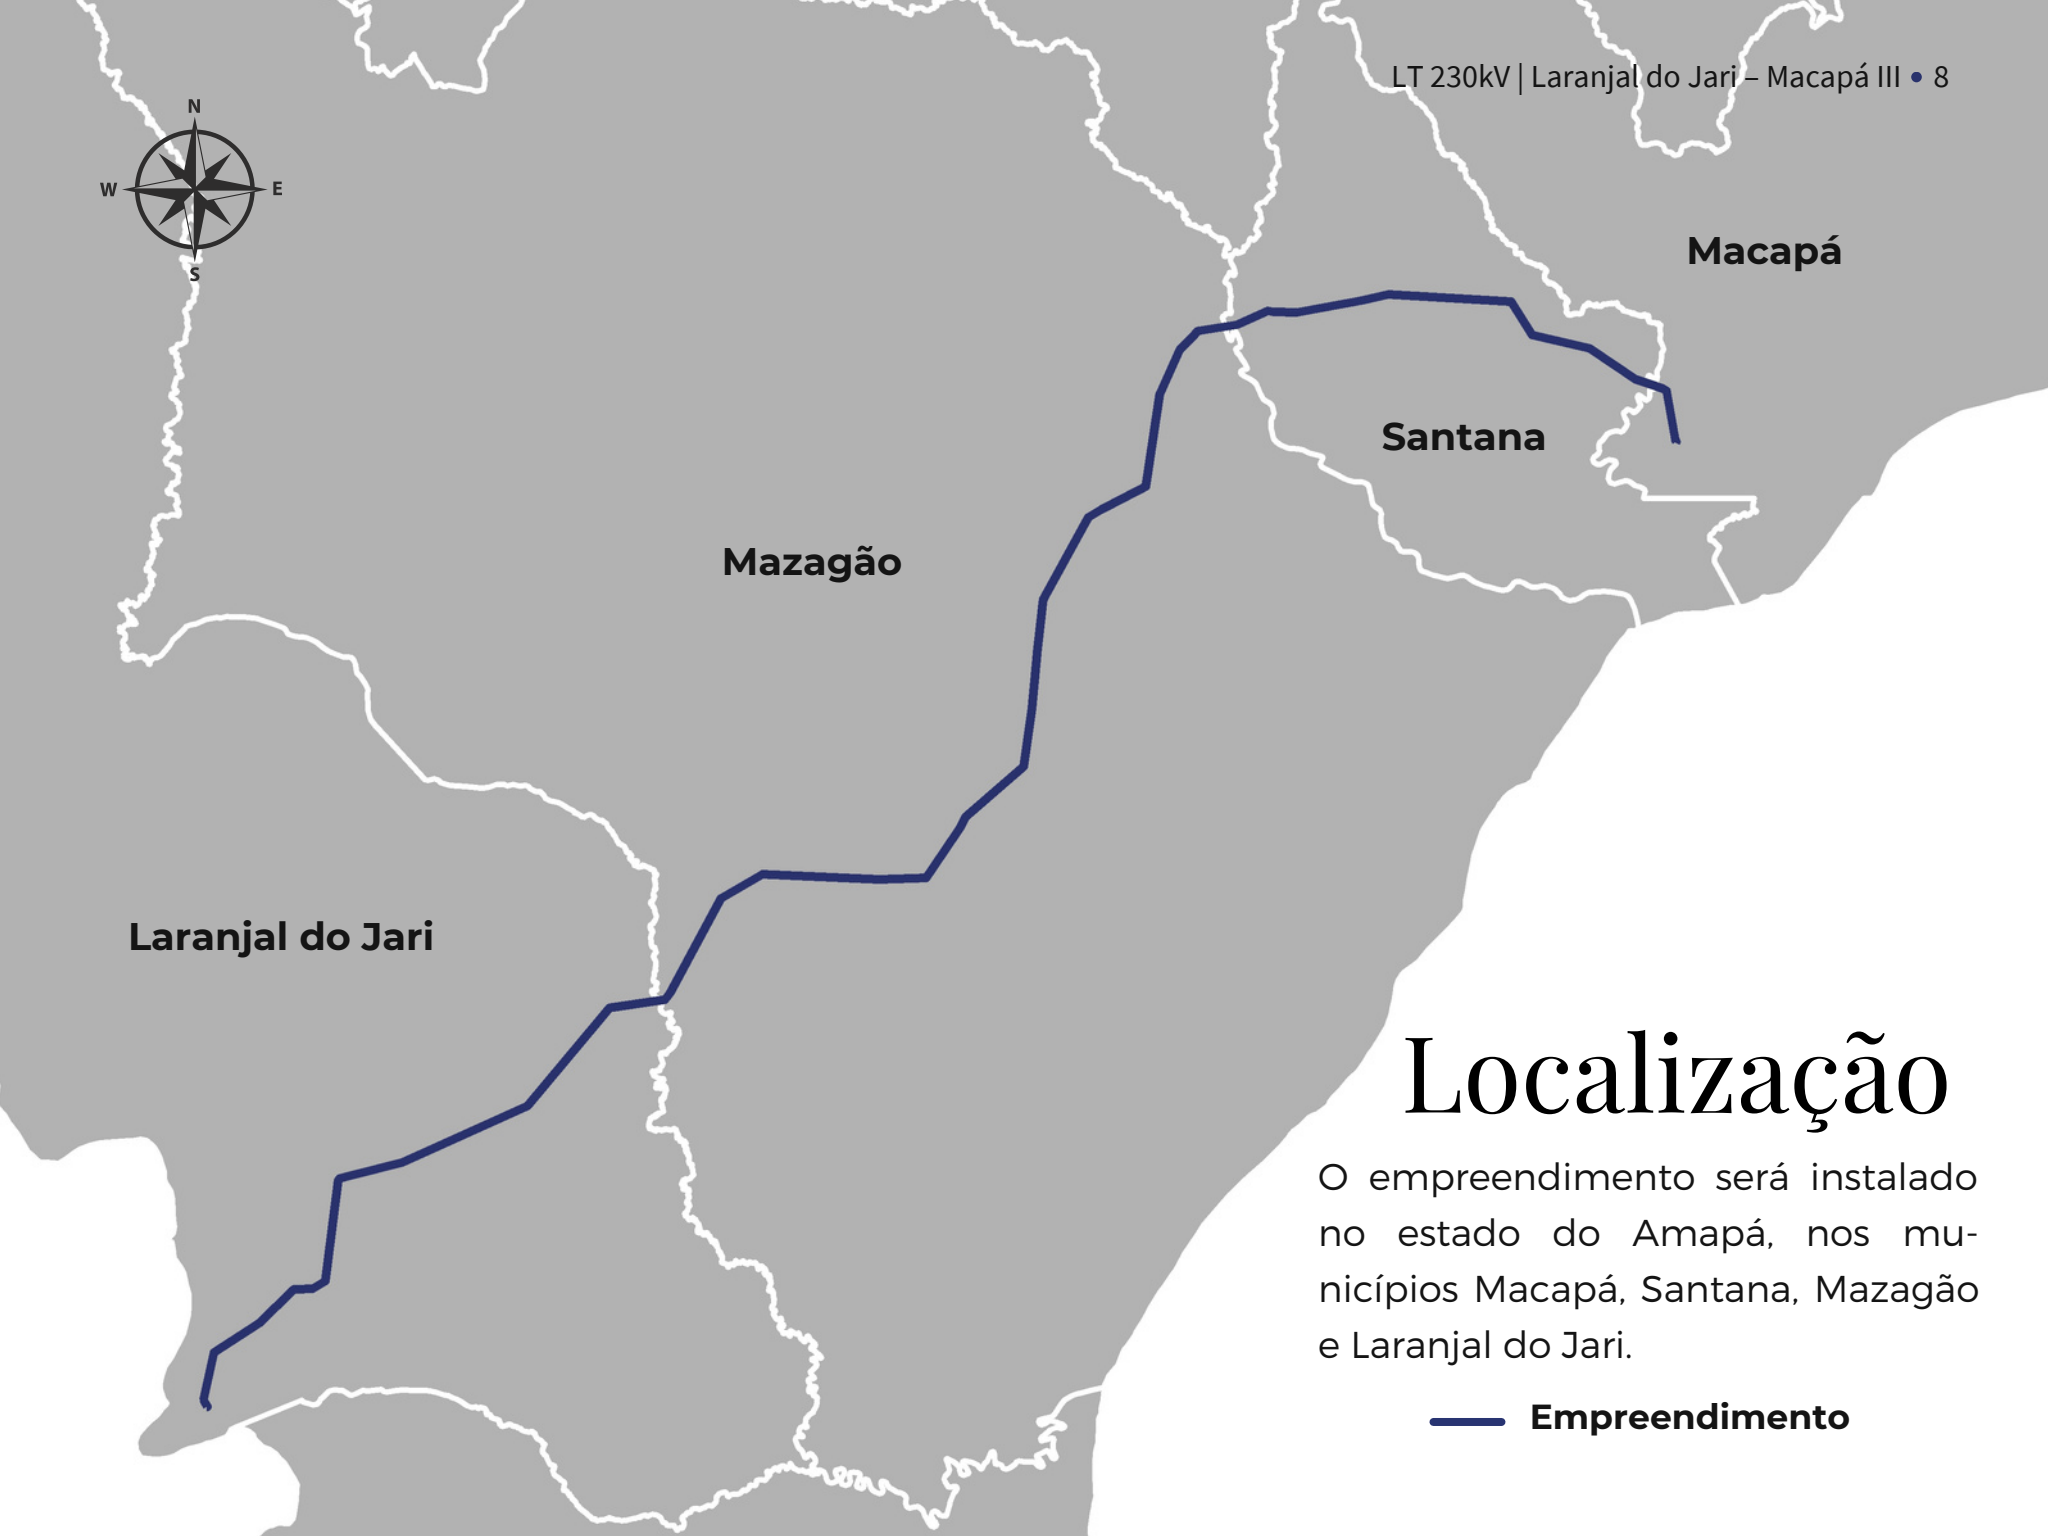 LT 230kV | Laranjal do Jari – Macapá III • 8
N
W
E
S
Macapá
Santana
Mazagão
Laranjal do Jari
Localização
O empreendimento será instalado
no estado do Amapá, nos mu-
nicípios Macapá, Santana, Mazagão
e Laranjal do Jari.
Empreendimento